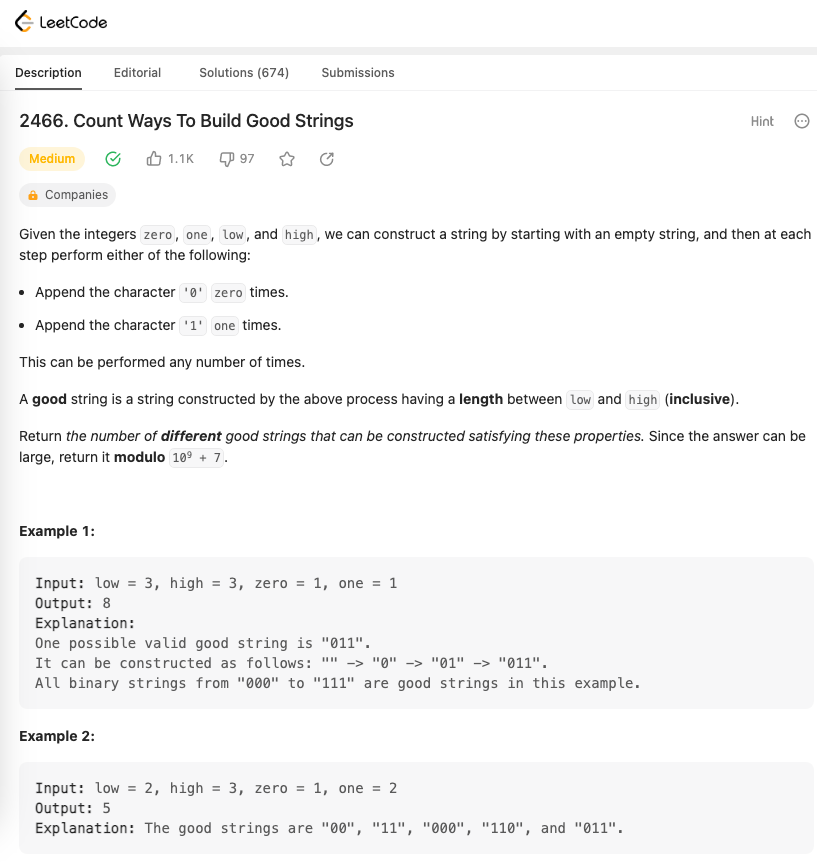 LeetCode
Description Editorial Solutions (674) Submissions
2466. Count Ways To Build Good Strings
Hint
Medium 1.1K 97
Companies
Given the integers zero, one, low, and high, we can construct a string by starting with an empty string, and then at each
step perform either of the following:
• Append the character '0' zero times.
• Append the character '1' one times.
This can be performed any number of times.
A good string is a string constructed by the above process having a length between low and high (inclusive).
Return the number of different good strings that can be constructed satisfying these properties. Since the answer can be
large, return it modulo 10⁹ + 7.
Example 1:
Input: low = 3, high = 3, zero = 1, one = 1
Output: 8
Explanation:
One possible valid good string is "011".
It can be constructed as follows: "" -> "0" -> "01" -> "011".
All binary strings from "000" to "111" are good strings in this example.
Example 2:
Input: low = 2, high = 3, zero = 1, one = 2
Output: 5
Explanation: The good strings are "00", "11", "000", "110", and "011".